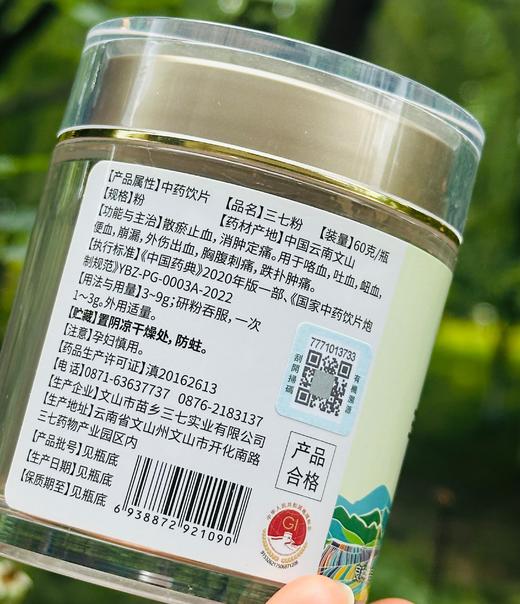 【产品属性】中药饮片 【品名】三七粉 【装量】60克/瓶
【规格】粉 【药材产地】中国云南文山
【功能与主治】散瘀止血，消肿定痛。用于咯血，吐血，衄血，
便血，崩漏，外伤出血，胸腹刺痛，跌扑肿痛。
【执行标准】《中国药典》2020年版一部、《国家中药饮片炮
制规范》YBZ-PG-0003A-2022
【用法与用量】3~9g；研粉吞服，一次
1~3g。外用适量。
【贮藏】置阴凉干燥处，防蛀。
【注意】孕妇慎用。
【药品生产许可证】滇20162613
【电话】0871-63637737 0876-2183137
【生产企业】文山市苗乡三七实业有限公司
【生产地址】云南省文山州文山市开化南路
三七药物产业园区内
【产品批号】见瓶底
【生产日期】见瓶底
【保质期至】见瓶底
6938872921090
7771013733
刮開掃碼
有機溯源
产品
合格
GI